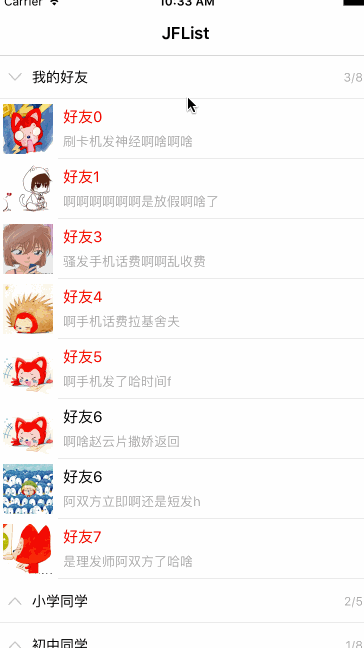 Carrier 10:33 AM
JFList
我的好友 3/8
好友0
刷卡机发神经啊啥啊啥
好友1
啊啊啊啊啊啊是放假啊啥了
好友3
骚发手机话费啊啊乱收费
好友4
啊手机话费拉基舍夫
好友5
啊手机发了哈时间f
好友6
啊啥赵云片撒娇返回
好友6
阿双方立即啊还是短发h
好友7
是理发师阿双方了哈啥
小学同学 2/5
初中同学 1/8